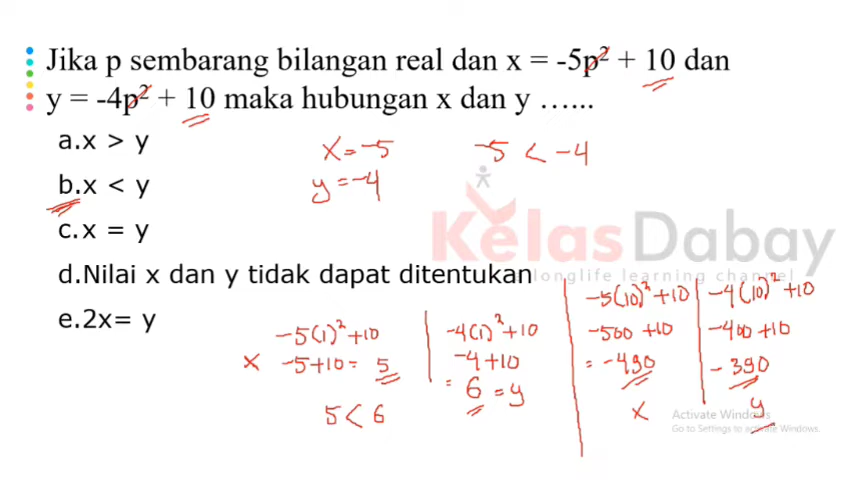 Jika p sembarang bilangan real dan x = -5p² + 10 dan
y = -4p² + 10 maka hubungan x dan y …...
a.x > y
x = -5
-5 < -4
b.x < y
y = -4
c.x = y
KelasDabay
longlife learning channel
d.Nilai x dan y tidak dapat ditentukan
e.2x= y
-5(1)² + 10
x -5+10 = 5
5 < 6
-4(1)² + 10
-4 + 10
= 6 = y
-5(10)² + 10
-500 + 10
= -490
x
-4(10)² + 10
-400 + 10
- 390
y
Activate Windows
Go to Settings to activate Windows.